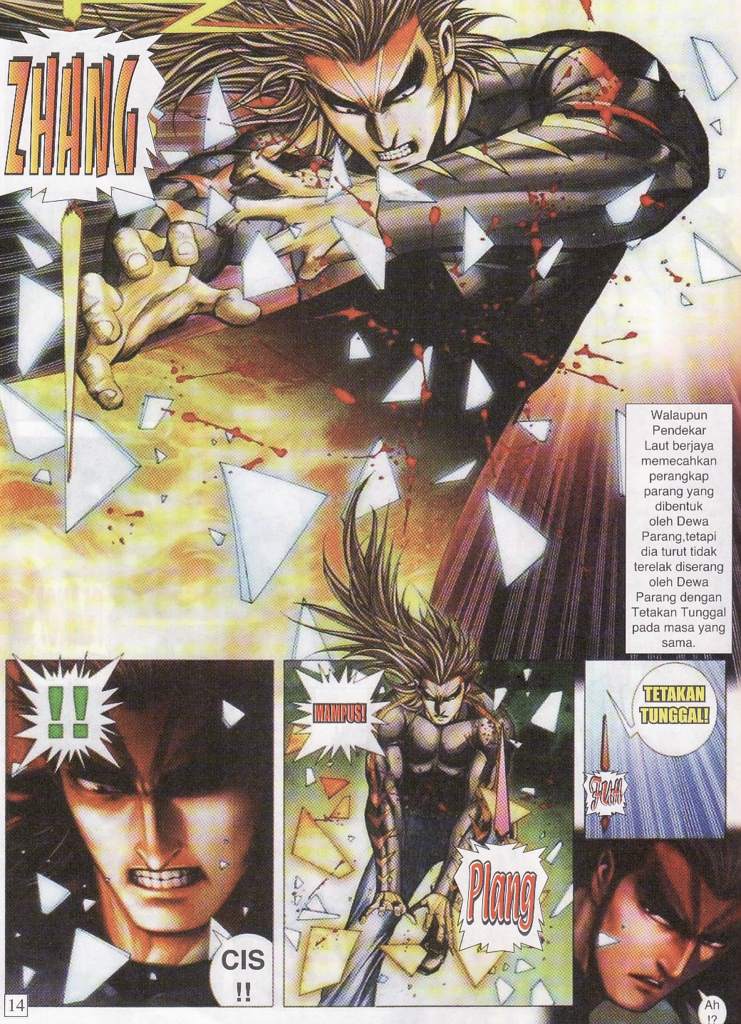 ZHANG
Walaupun
Pendekar
Laut berjaya
memecahkan
perangkap
parang yang
dibentuk
oleh Dewa
Parang,tetapi
dia turut tidak
terelak diserang
oleh Dewa
Parang dengan
Tetakan Tunggal
pada masa yang
sama.
!!
CIS
!!
MAMPUS!
Plang
TETAKAN
TUNGGAL!
Ah
!?
14